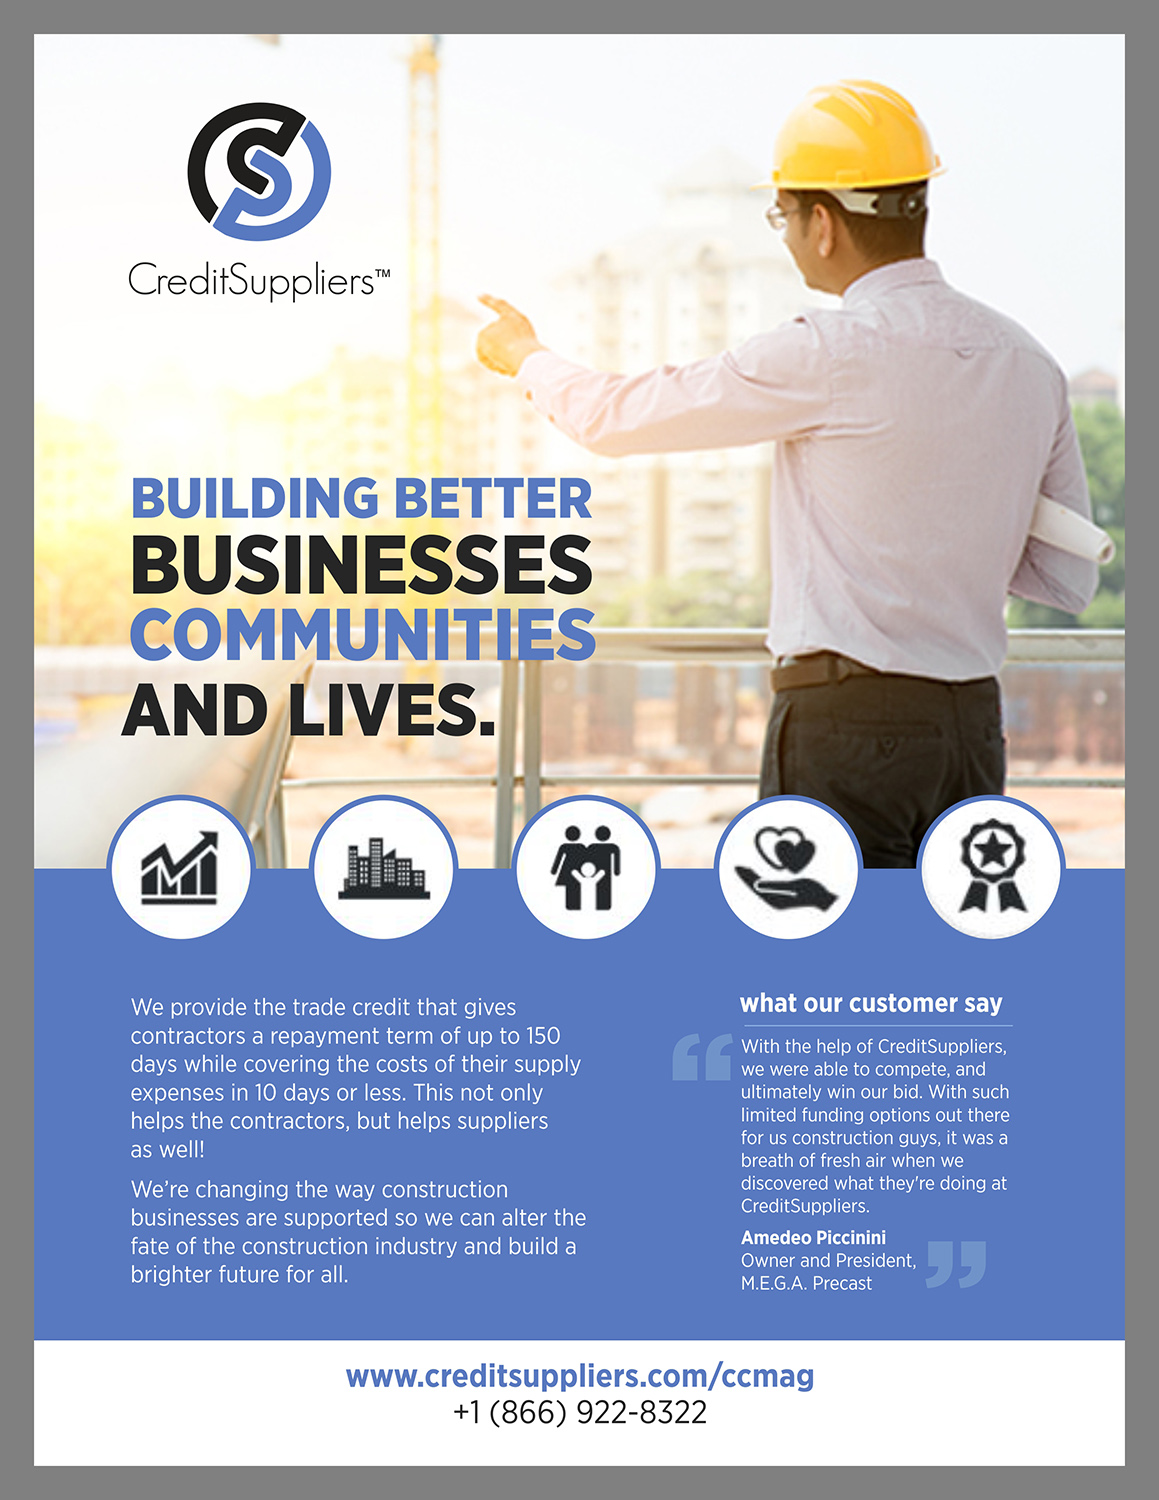 CreditSuppliers™
BUILDING BETTER
BUSINESSES
COMMUNITIES
AND LIVES.
We provide the trade credit that gives
contractors a repayment term of up to 150
days while covering the costs of their supply
expenses in 10 days or less. This not only
helps the contractors, but helps suppliers
as well!
We’re changing the way construction
businesses are supported so we can alter the
fate of the construction industry and build a
brighter future for all.
what our customer say
“
With the help of CreditSuppliers,
we were able to compete, and
ultimately win our bid. With such
limited funding options out there
for us construction guys, it was a
breath of fresh air when we
discovered what they're doing at
CreditSuppliers.
Amedeo Piccinini
Owner and President,
M.E.G.A. Precast
”
www.creditsuppliers.com/ccmag
+1 (866) 922-8322